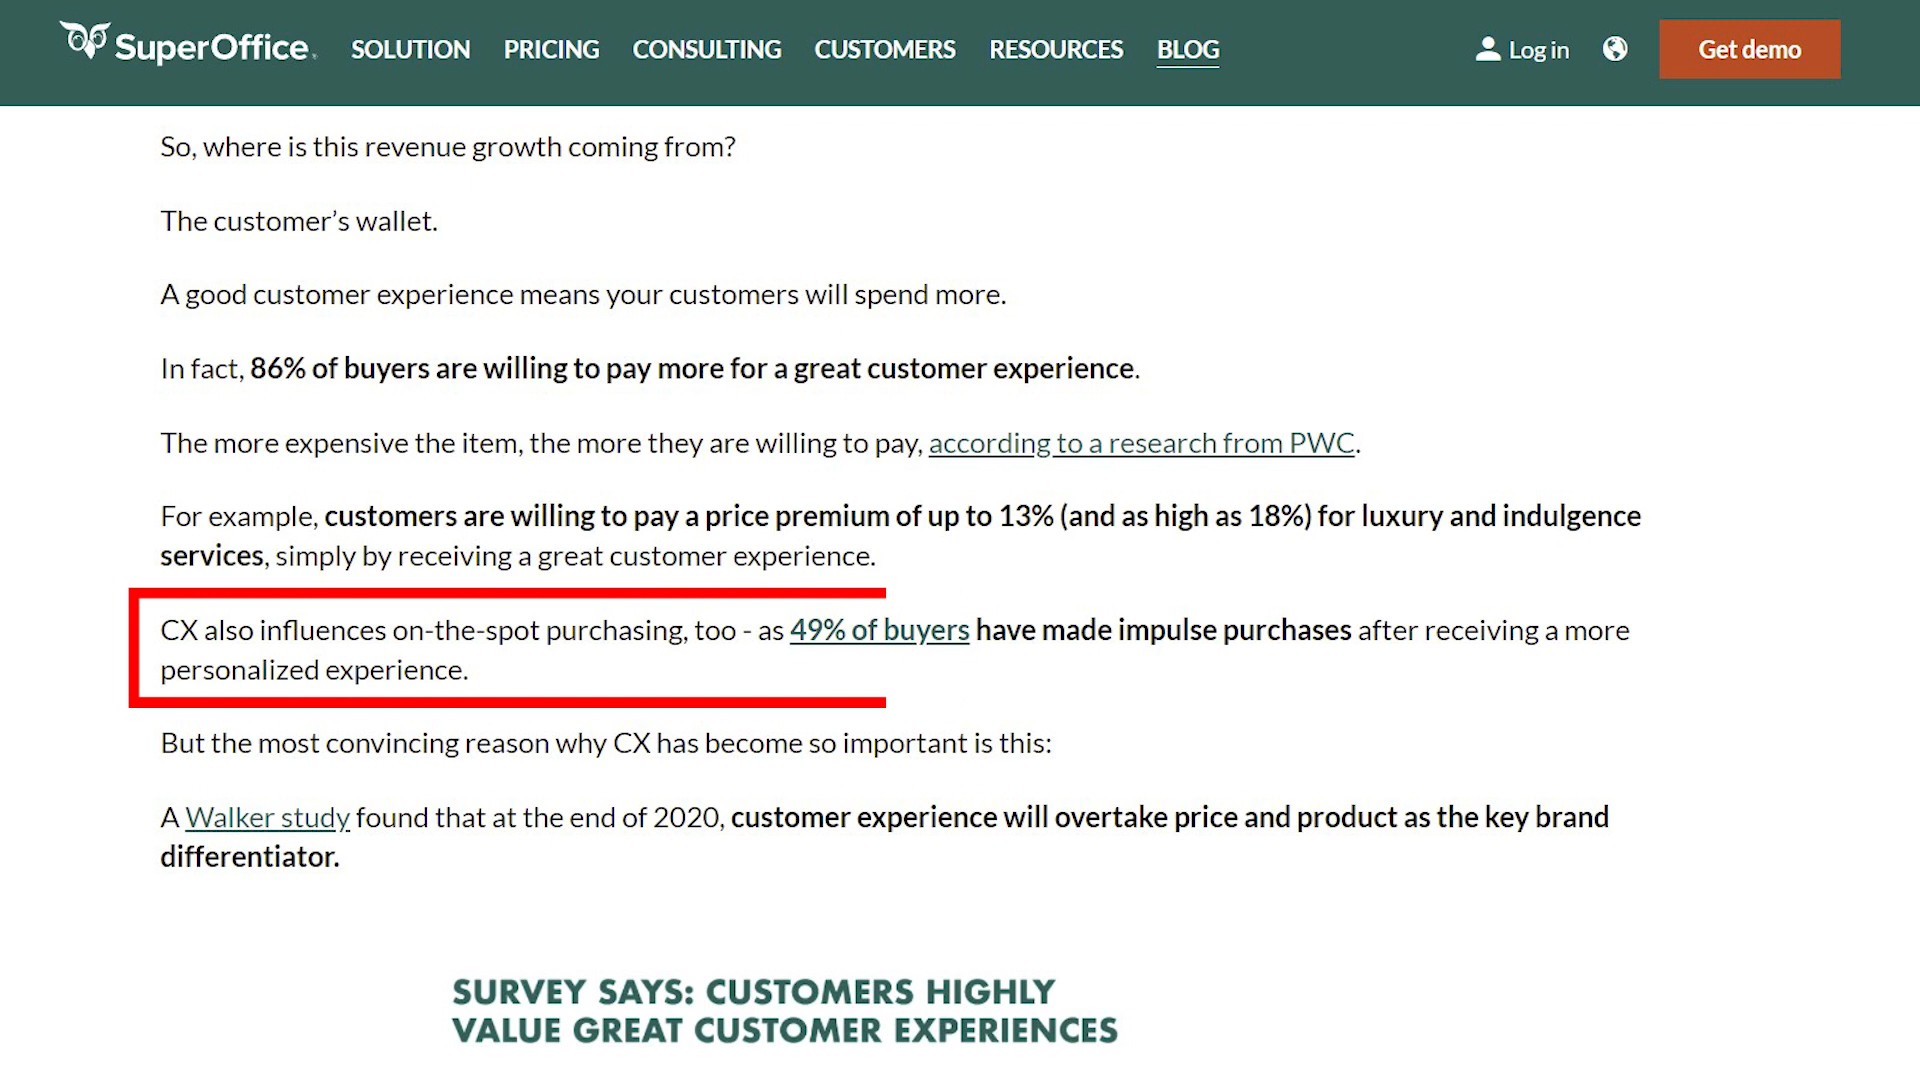 SuperOffice. SOLUTION PRICING CONSULTING CUSTOMERS RESOURCES BLOG Log in Get demo
So, where is this revenue growth coming from?
The customer’s wallet.
A good customer experience means your customers will spend more.
In fact, 86% of buyers are willing to pay more for a great customer experience.
The more expensive the item, the more they are willing to pay, according to a research from PWC.
For example, customers are willing to pay a price premium of up to 13% (and as high as 18%) for luxury and indulgence
services, simply by receiving a great customer experience.
CX also influences on-the-spot purchasing, too - as 49% of buyers have made impulse purchases after receiving a more
personalized experience.
But the most convincing reason why CX has become so important is this:
A Walker study found that at the end of 2020, customer experience will overtake price and product as the key brand
differentiator.
SURVEY SAYS: CUSTOMERS HIGHLY
VALUE GREAT CUSTOMER EXPERIENCES